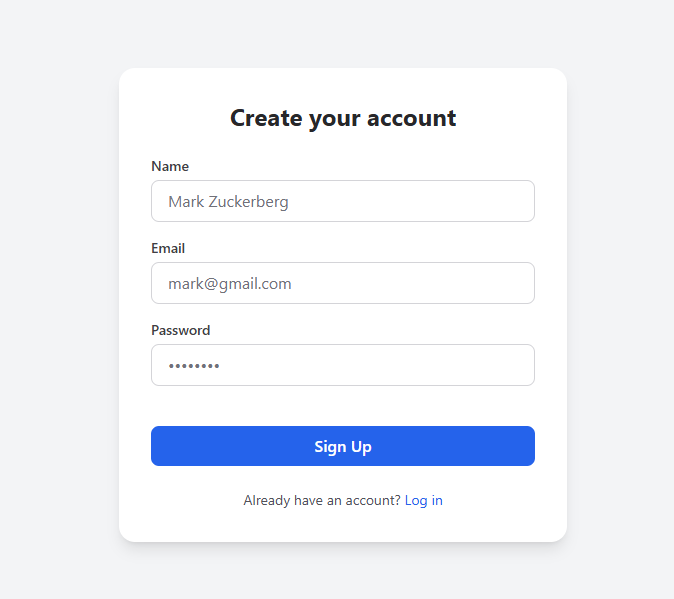 Create your account
Name
Mark Zuckerberg
Email
mark@gmail.com
Password
••••••••
Sign Up
Already have an account? Log in